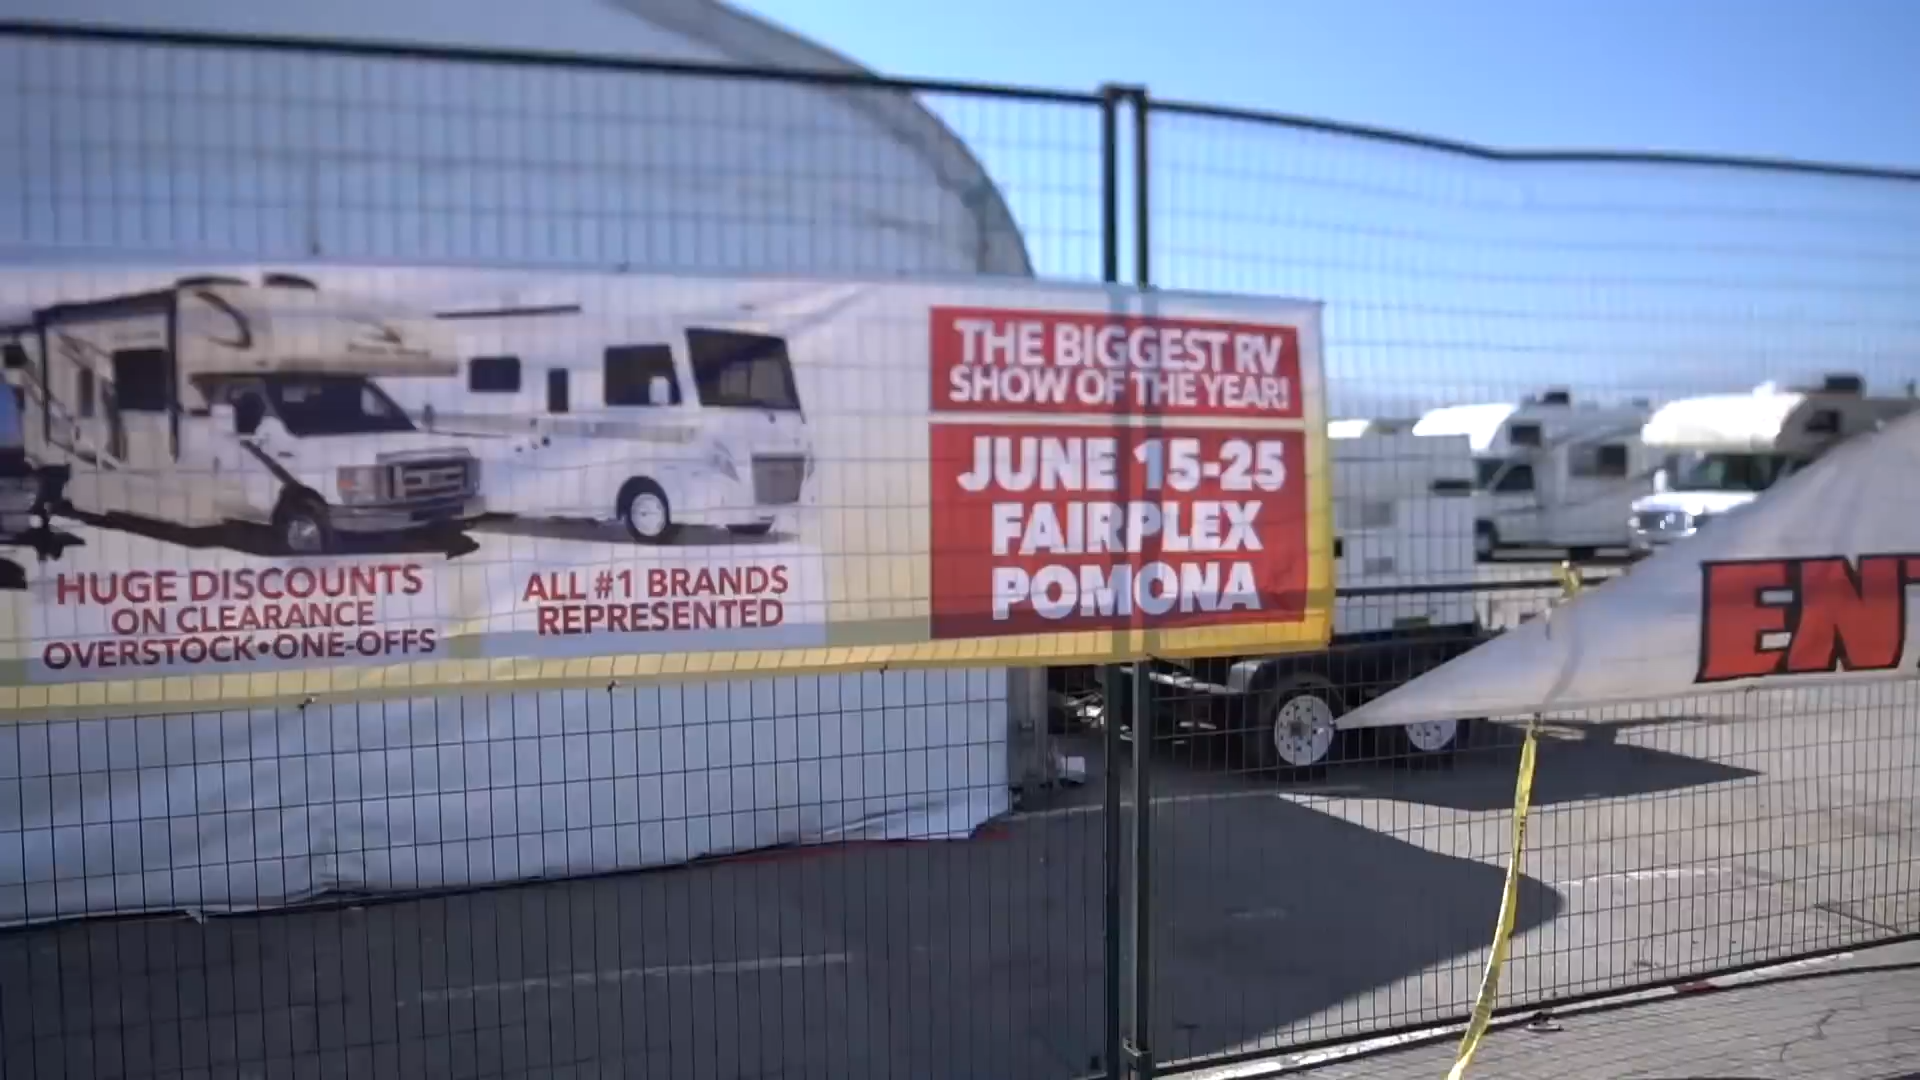 THE BIGGEST RV
SHOW OF THE YEAR!
JUNE 15-25
FAIRPLEX
POMONA
HUGE DISCOUNTS
ON CLEARANCE
OVERSTOCK•ONE-OFFS
ALL #1 BRANDS
REPRESENTED